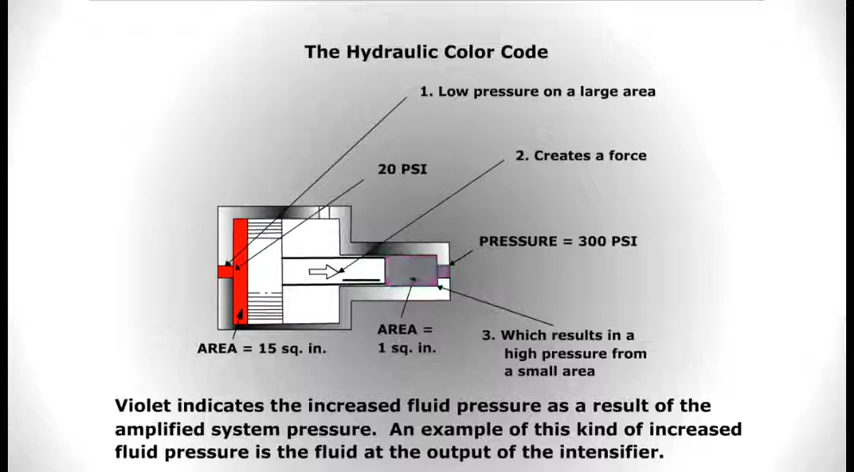 The Hydraulic Color Code
1. Low pressure on a large area
2. Creates a force
20 PSI
PRESSURE = 300 PSI
AREA =
1 sq. in.
AREA = 15 sq. in.
3. Which results in a
high pressure from
a small area
Violet indicates the increased fluid pressure as a result of the
amplified system pressure.  An example of this kind of increased
fluid pressure is the fluid at the output of the intensifier.